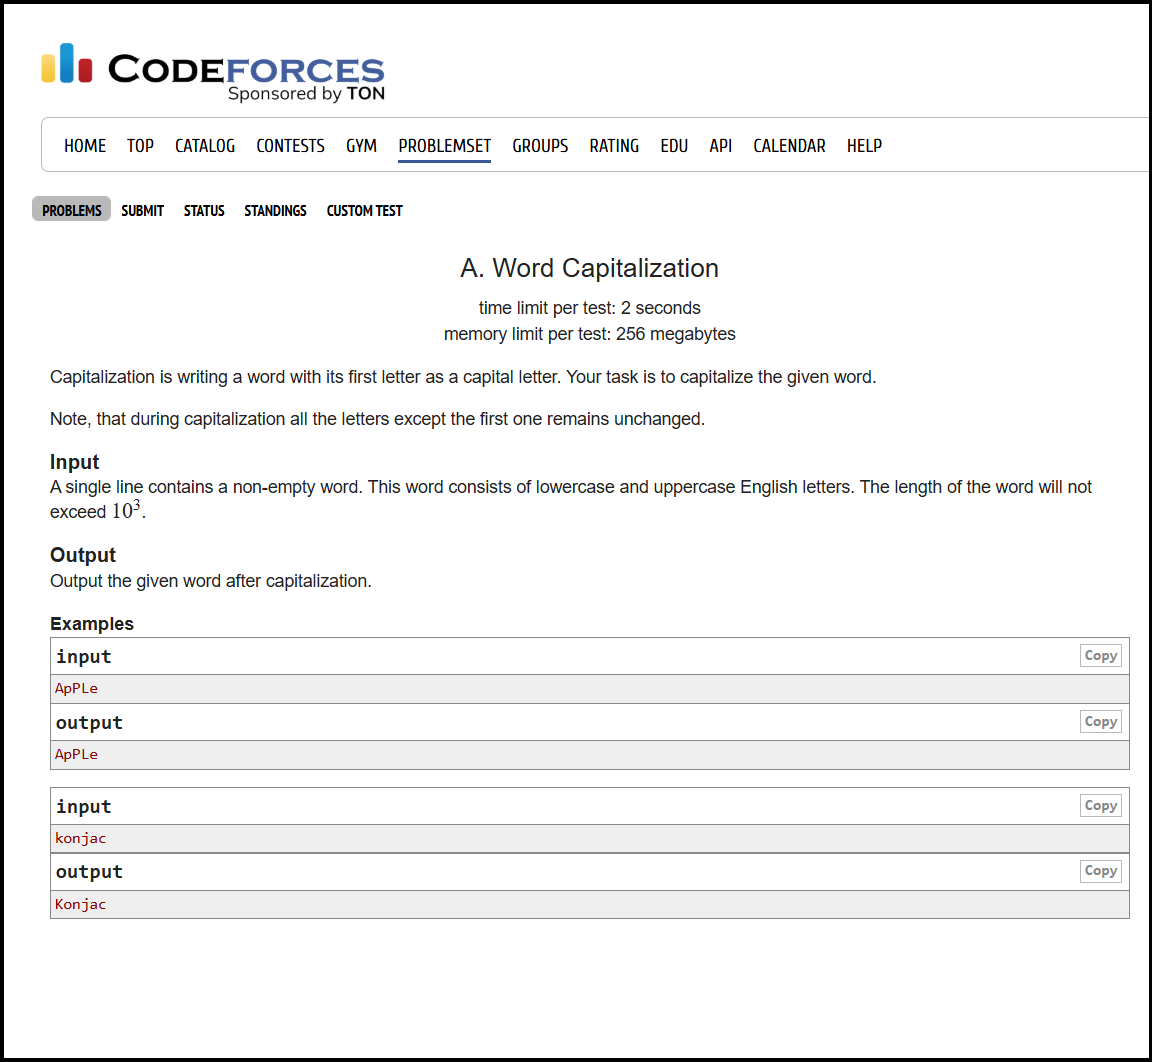 CODEFORCES
Sponsored by TON
HOME TOP CATALOG CONTESTS GYM PROBLEMSET GROUPS RATING EDU API CALENDAR HELP
PROBLEMS SUBMIT STATUS STANDINGS CUSTOM TEST
A. Word Capitalization
time limit per test: 2 seconds
memory limit per test: 256 megabytes
Capitalization is writing a word with its first letter as a capital letter. Your task is to capitalize the given word.
Note, that during capitalization all the letters except the first one remains unchanged.
Input
A single line contains a non-empty word. This word consists of lowercase and uppercase English letters. The length of the word will not
exceed 10³.
Output
Output the given word after capitalization.
Examples
input Copy
ApPLe
output Copy
ApPLe
input Copy
konjac
output Copy
Konjac